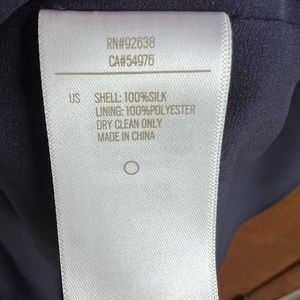 RN#92638
CA#54976
US SHELL: 100%SILK
LINING: 100%POLYESTER
DRY CLEAN ONLY
MADE IN CHINA